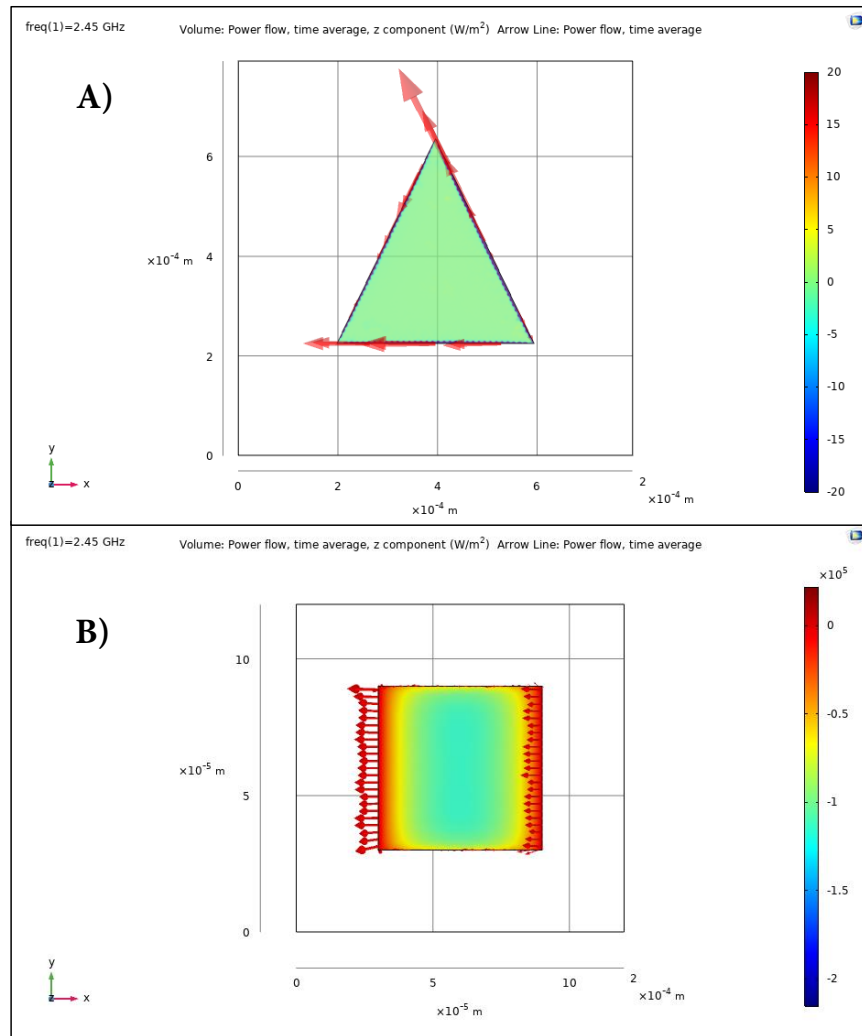 freq(1)=2.45 GHz Volume: Power flow, time average, z component (W/m²) Arrow Line: Power flow, time average
A)
20
15
10
5
0
-5
-10
-15
-20
6
4
2
0
×10⁻⁴ m
y
z x
0 2 4 6 2
×10⁻⁴ m
×10⁻⁴ m
freq(1)=2.45 GHz Volume: Power flow, time average, z component (W/m²) Arrow Line: Power flow, time average
B)
×10⁵
0
-0.5
-1
-1.5
-2
10
5
0
×10⁻⁵ m
y
z x
0 5 10 2
×10⁻⁵ m
×10⁻⁴ m